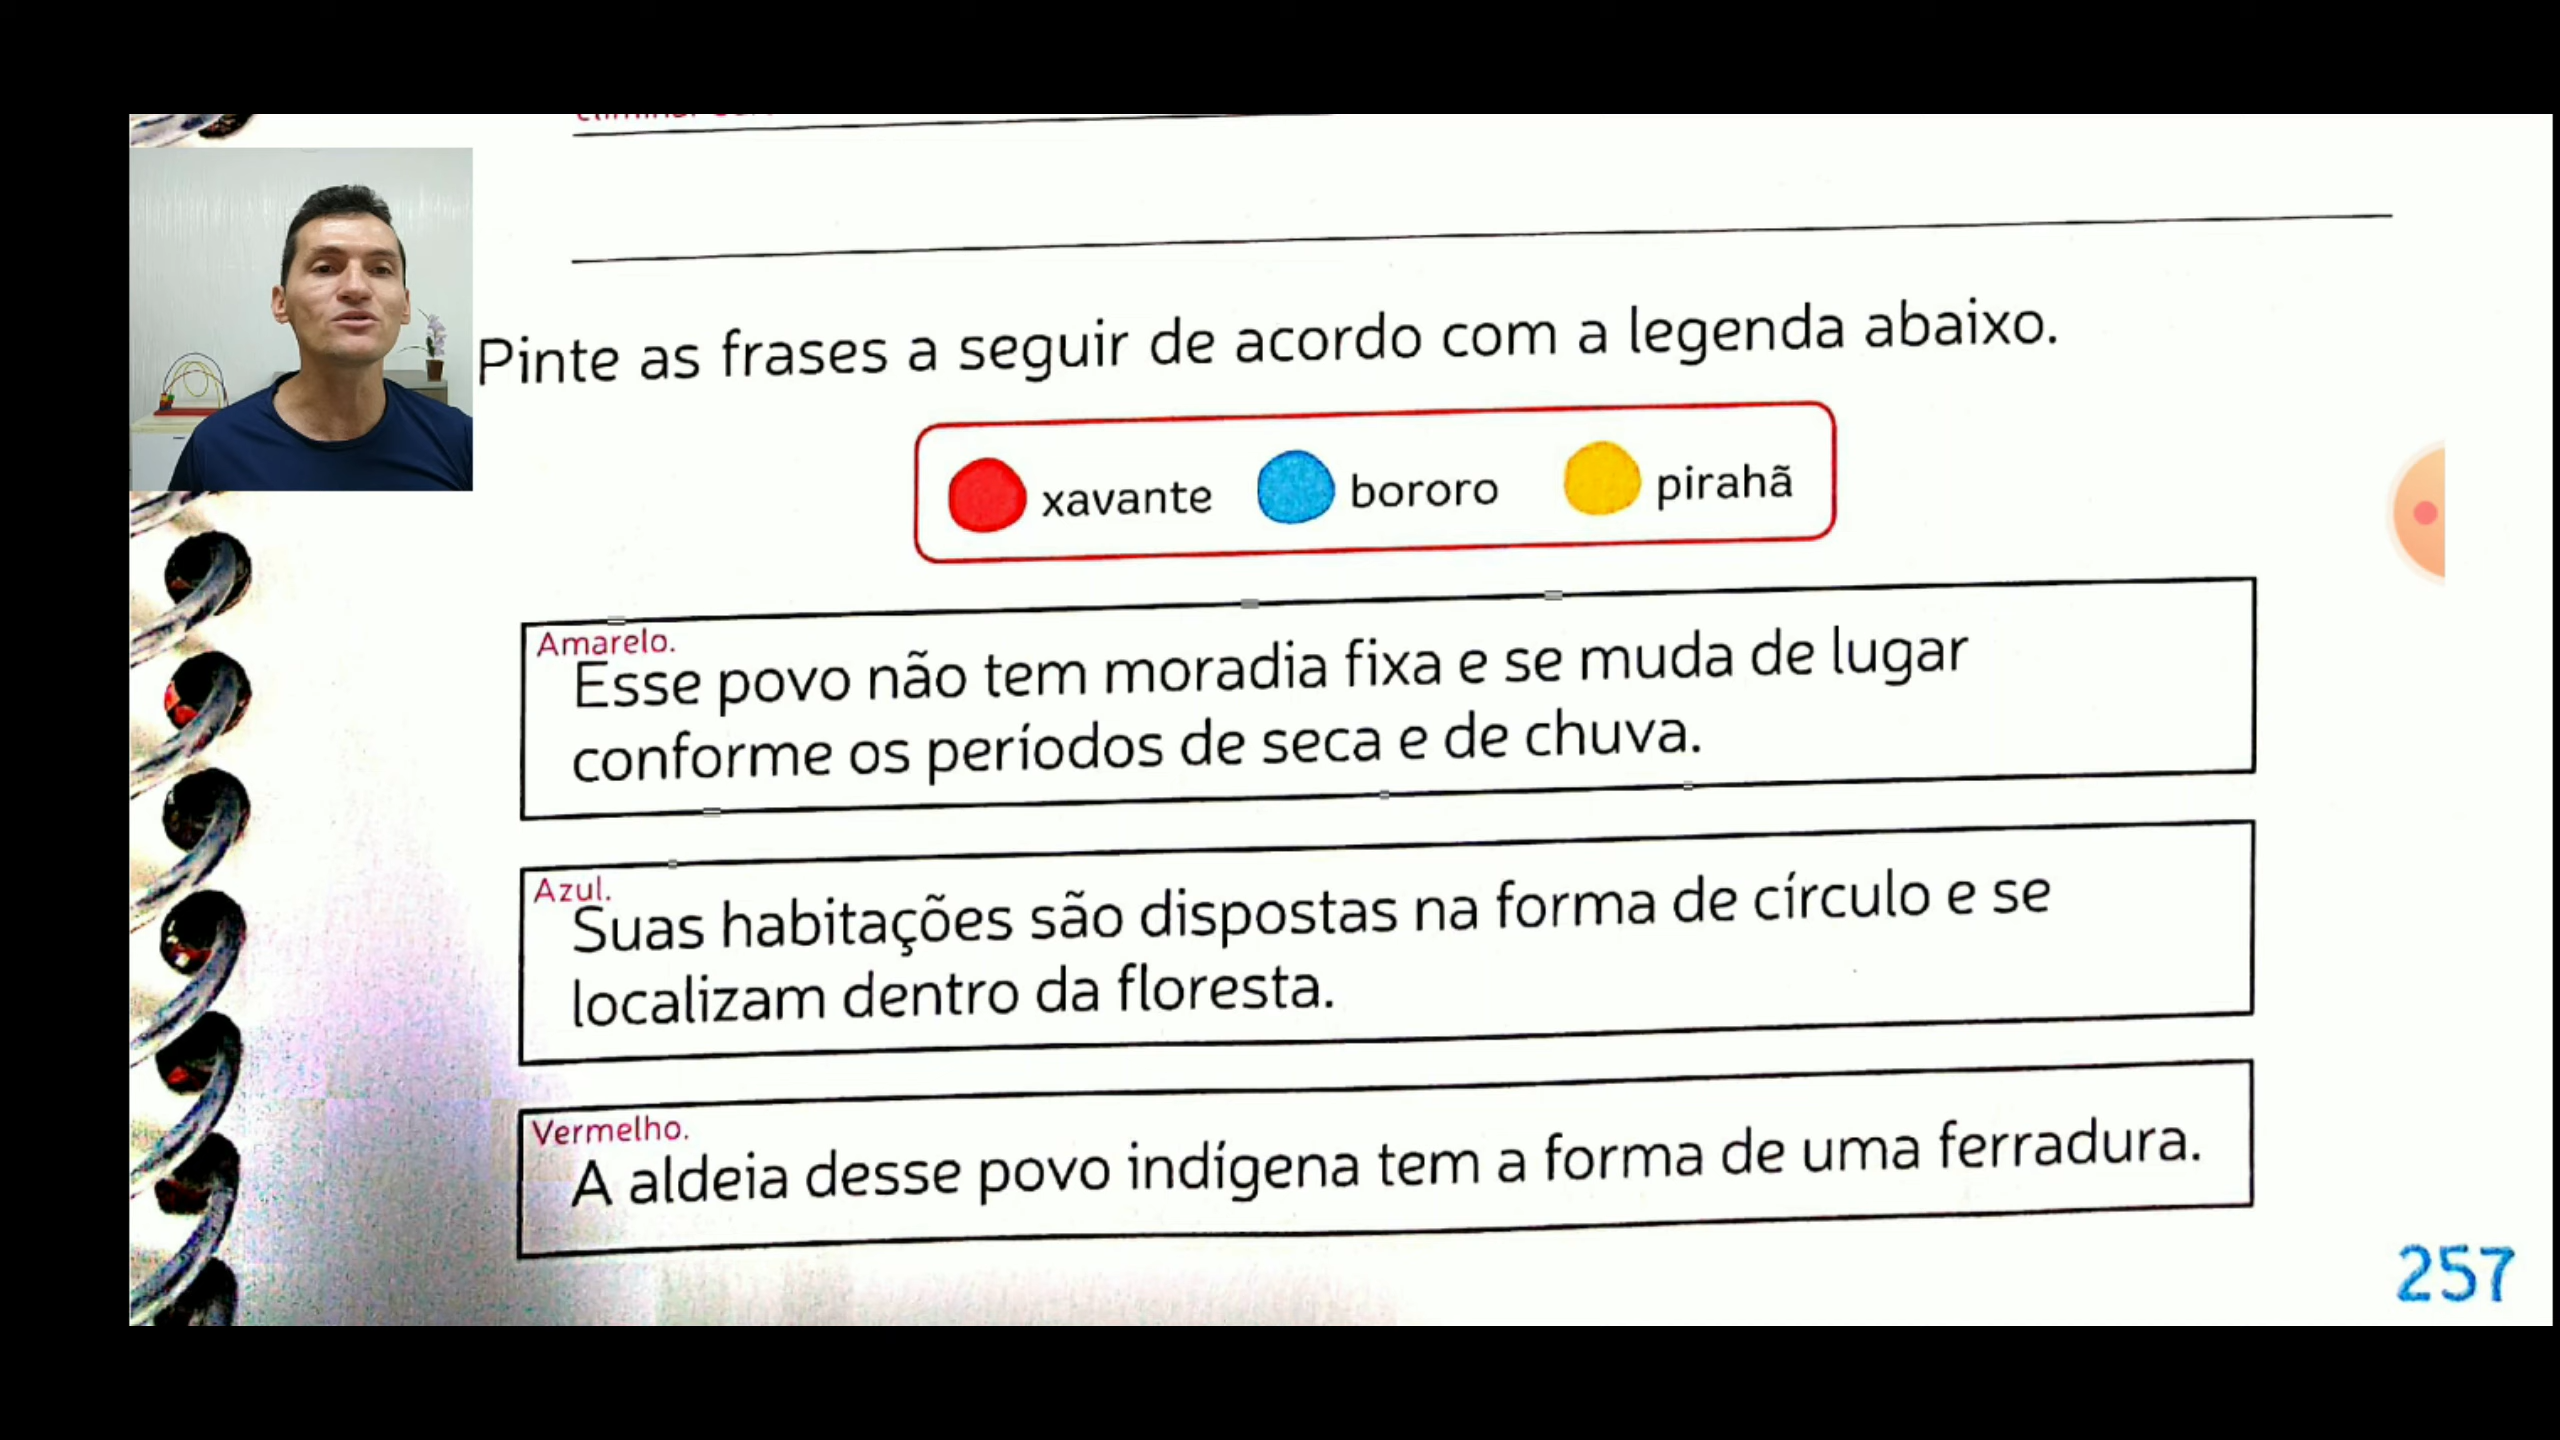 Pinte as frases a seguir de acordo com a legenda abaixo.
xavante bororo pirahã
Amarelo.
Esse povo não tem moradia fixa e se muda de lugar
conforme os períodos de seca e de chuva.
Azul.
Suas habitações são dispostas na forma de círculo e se
localizam dentro da floresta.
Vermelho.
A aldeia desse povo indígena tem a forma de uma ferradura.
257